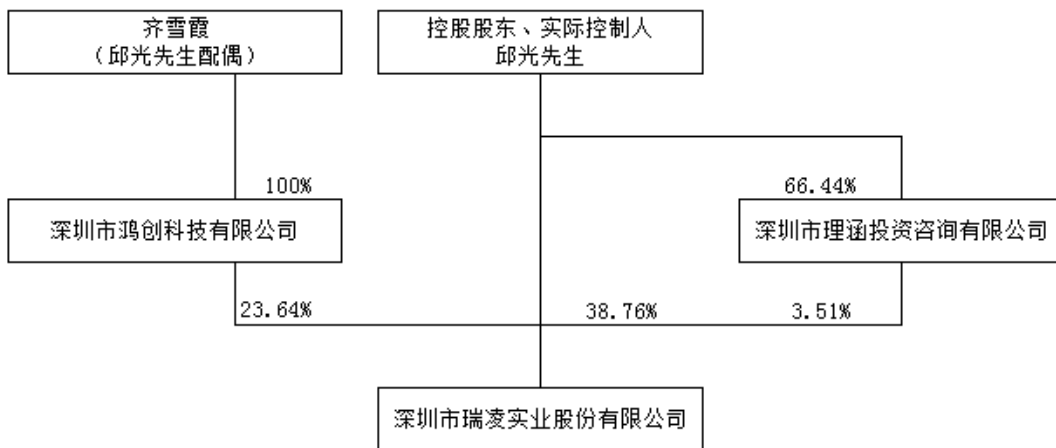 齐雪霞
（邱光先生配偶）
控股股东、实际控制人
邱光先生
100%
66.44%
深圳市鸿创科技有限公司
深圳市理涵投资咨询有限公司
23.64%
38.76%
3.51%
深圳市瑞凌实业股份有限公司